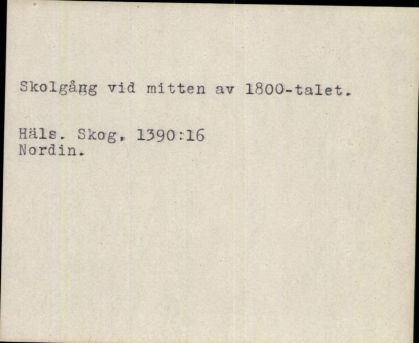 Skolgång vid mitten av 1800-talet.
Häls. Skog, 1390:16
Nordin.